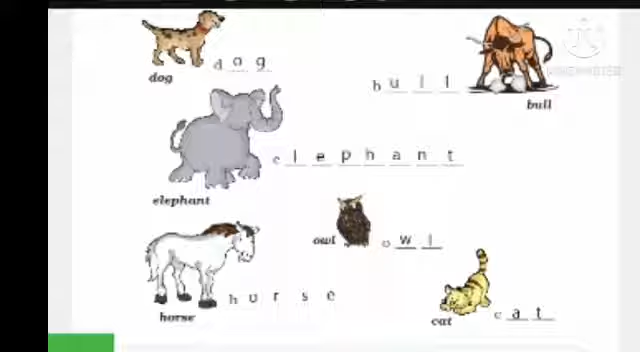 dog
d o g
b u l l
bull
e l e p h a n t
elephant
owl
o w l
horse
h o r s e
cat
c a t